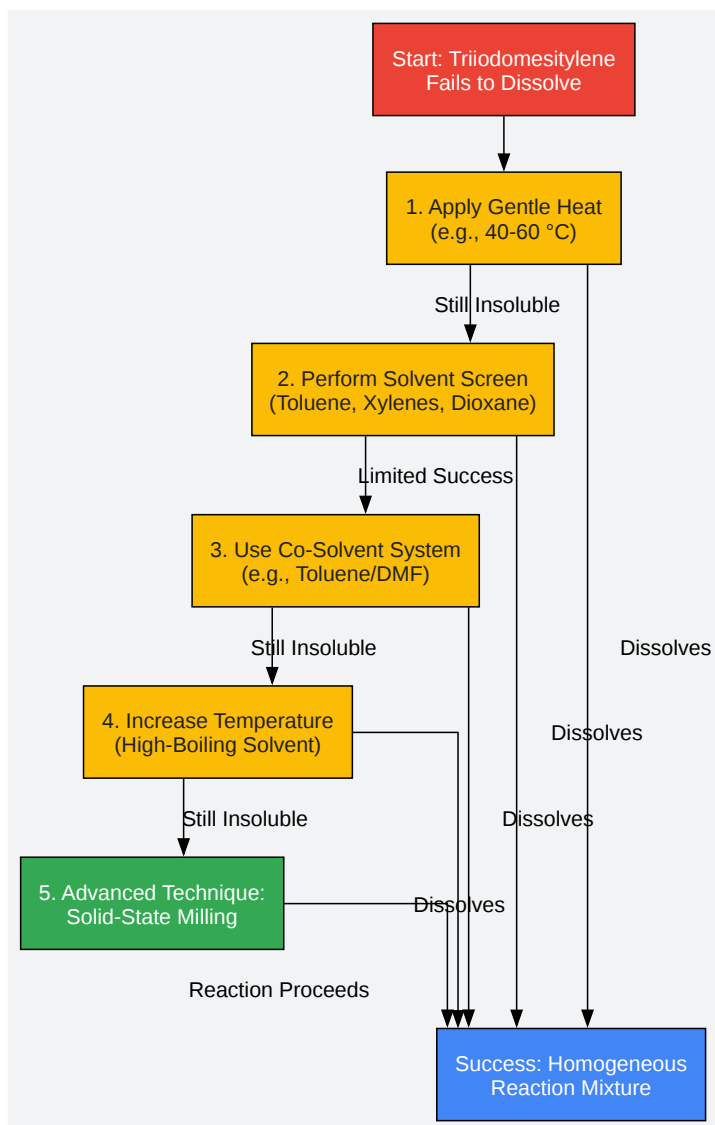 Start: Triiodomesitylene
Fails to Dissolve
1. Apply Gentle Heat
(e.g., 40-60 °C)
Still Insoluble
2. Perform Solvent Screen
(Toluene, Xylenes, Dioxane)
Limited Success
3. Use Co-Solvent System
(e.g., Toluene/DMF)
Still Insoluble
Dissolves
4. Increase Temperature
(High-Boiling Solvent)
Dissolves
Still Insoluble
Dissolves
5. Advanced Technique:
Solid-State Milling
Dissolves
Reaction Proceeds
Success: Homogeneous
Reaction Mixture